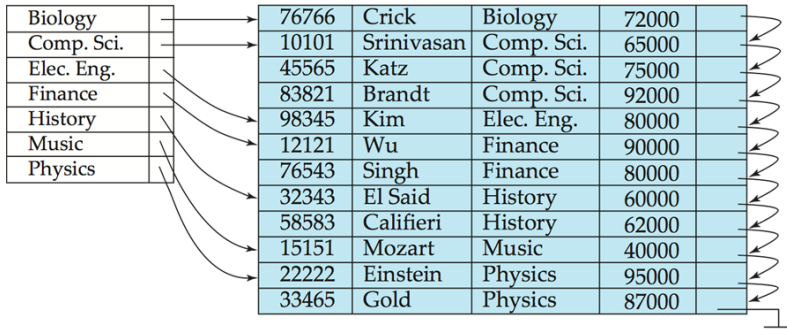 Biology
Comp. Sci.
Elec. Eng.
Finance
History
Music
Physics
76766 Crick Biology 72000
10101 Srinivasan Comp. Sci. 65000
45565 Katz Comp. Sci. 75000
83821 Brandt Comp. Sci. 92000
98345 Kim Elec. Eng. 80000
12121 Wu Finance 90000
76543 Singh Finance 80000
32343 El Said History 60000
58583 Califieri History 62000
15151 Mozart Music 40000
22222 Einstein Physics 95000
33465 Gold Physics 87000